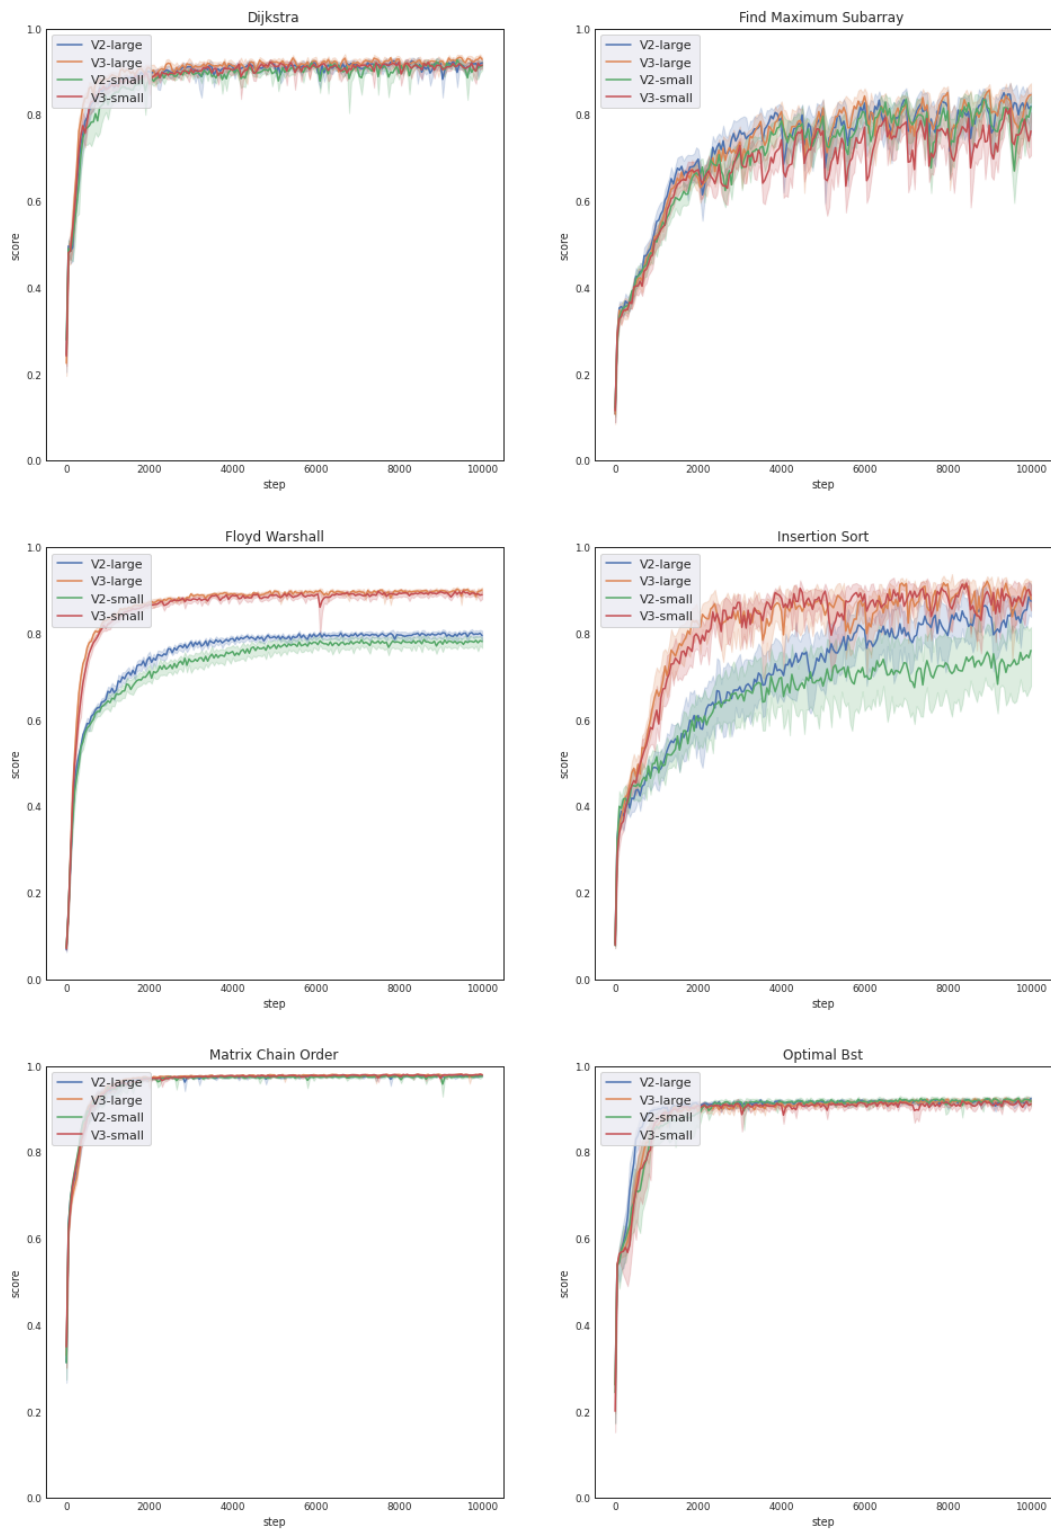 Dijkstra
1.0
0.8
0.6
0.4
0.2
0.0
score
V2-large
V3-large
V2-small
V3-small
0 2000 4000 6000 8000 10000
step
Find Maximum Subarray
1.0
0.8
0.6
0.4
0.2
0.0
score
V2-large
V3-large
V2-small
V3-small
0 2000 4000 6000 8000 10000
step
Floyd Warshall
1.0
0.8
0.6
0.4
0.2
0.0
score
V2-large
V3-large
V2-small
V3-small
0 2000 4000 6000 8000 10000
step
Insertion Sort
1.0
0.8
0.6
0.4
0.2
0.0
score
V2-large
V3-large
V2-small
V3-small
0 2000 4000 6000 8000 10000
step
Matrix Chain Order
1.0
0.8
0.6
0.4
0.2
0.0
score
V2-large
V3-large
V2-small
V3-small
0 2000 4000 6000 8000 10000
step
Optimal Bst
1.0
0.8
0.6
0.4
0.2
0.0
score
V2-large
V3-large
V2-small
V3-small
0 2000 4000 6000 8000 10000
step